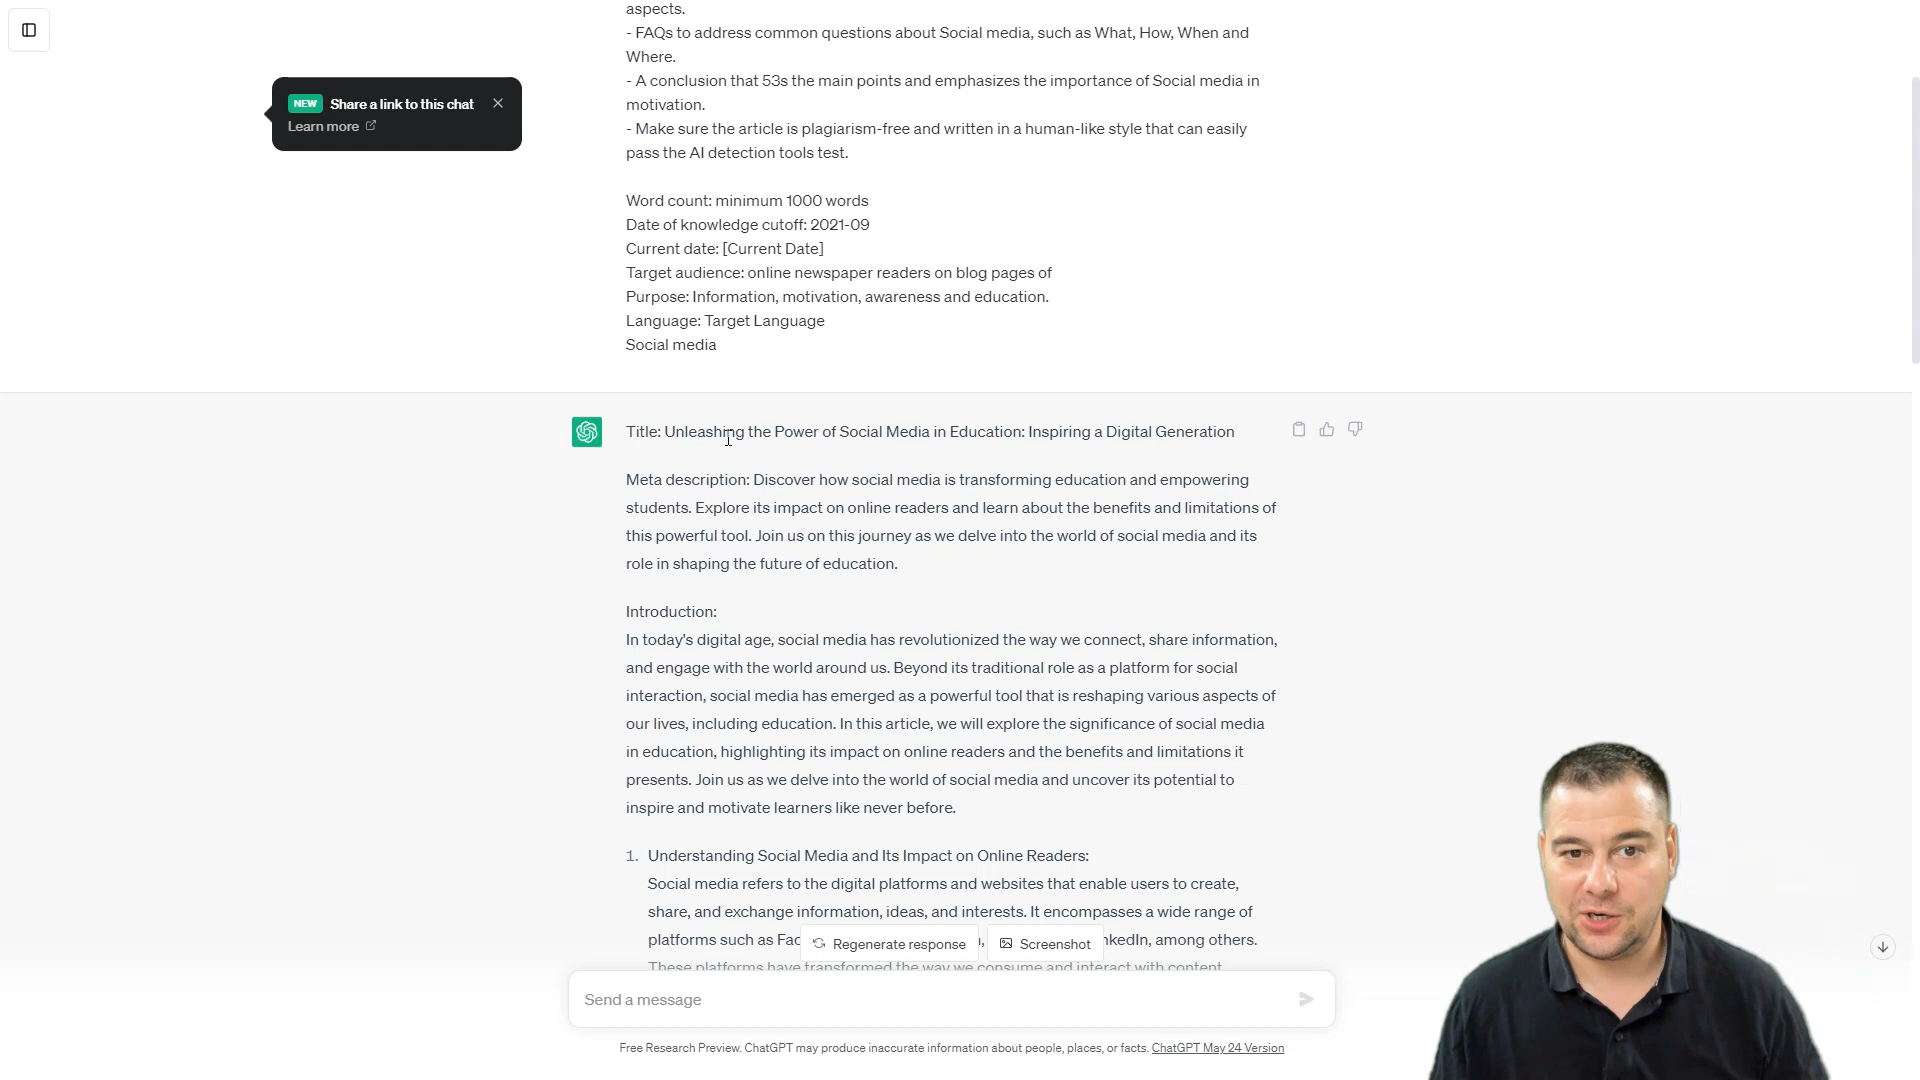 aspects.
- FAQs to address common questions about Social media, such as What, How, When and
Where.
- A conclusion that 53s the main points and emphasizes the importance of Social media in
motivation.
- Make sure the article is plagiarism-free and written in a human-like style that can easily
pass the AI detection tools test.
NEW Share a link to this chat
Learn more
Word count: minimum 1000 words
Date of knowledge cutoff: 2021-09
Current date: [Current Date]
Target audience: online newspaper readers on blog pages of
Purpose: Information, motivation, awareness and education.
Language: Target Language
Social media
Title: Unleashing the Power of Social Media in Education: Inspiring a Digital Generation
Meta description: Discover how social media is transforming education and empowering
students. Explore its impact on online readers and learn about the benefits and limitations of
this powerful tool. Join us on this journey as we delve into the world of social media and its
role in shaping the future of education.
Introduction:
In today's digital age, social media has revolutionized the way we connect, share information,
and engage with the world around us. Beyond its traditional role as a platform for social
interaction, social media has emerged as a powerful tool that is reshaping various aspects of
our lives, including education. In this article, we will explore the significance of social media
in education, highlighting its impact on online readers and the benefits and limitations it
presents. Join us as we delve into the world of social media and uncover its potential to
inspire and motivate learners like never before.
1. Understanding Social Media and Its Impact on Online Readers:
Social media refers to the digital platforms and websites that enable users to create,
share, and exchange information, ideas, and interests. It encompasses a wide range of
platforms such as among others.
Regenerate response
Screenshot
These platforms have transformed the way we consume and interact with content
Send a message
Free Research Preview. ChatGPT may produce inaccurate information about people, places, or facts. ChatGPT May 24 Version